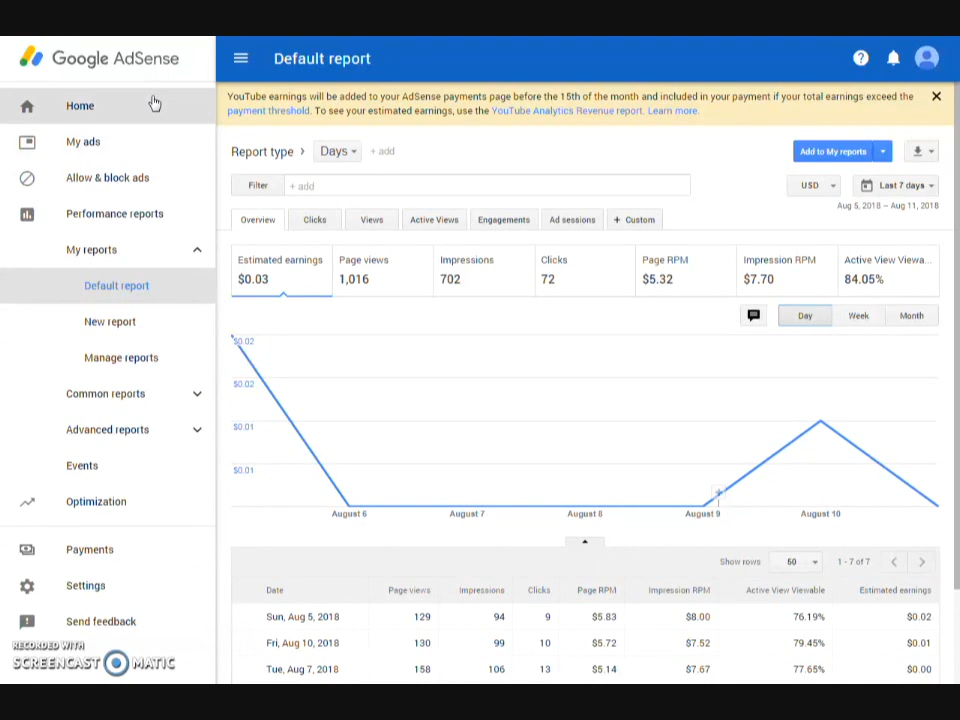 Google AdSense
Default report
YouTube earnings will be added to your AdSense payments page before the 15th of the month and included in your payment if your total earnings exceed the
payment threshold. To see your estimated earnings, use the YouTube Analytics Revenue report. Learn more.
Home
My ads
Allow & block ads
Performance reports
My reports
Default report
New report
Manage reports
Common reports
Advanced reports
Events
Optimization
Payments
Settings
Send feedback
RECORDED WITH
SCREENCAST MATIC
Report type Days + add
Add to My reports
Filter + add
USD Last 7 days
Aug 5, 2018 – Aug 11, 2018
Overview Clicks Views Active Views Engagements Ad sessions + Custom
Estimated earnings Page views Impressions Clicks Page RPM Impression RPM Active View Viewa...
$0.03 1,016 702 72 $5.32 $7.70 84.05%
Day Week Month
$0.02
$0.02
$0.01
$0.01
August 6 August 7 August 8 August 9 August 10
Show rows 50 1 - 7 of 7
Date Page views Impressions Clicks Page RPM Impression RPM Active View Viewable Estimated earnings
Sun, Aug 5, 2018 129 94 9 $5.83 $8.00 76.19% $0.02
Fri, Aug 10, 2018 130 99 10 $5.72 $7.52 79.45% $0.01
Tue, Aug 7, 2018 158 106 13 $5.14 $7.67 77.65% $0.00